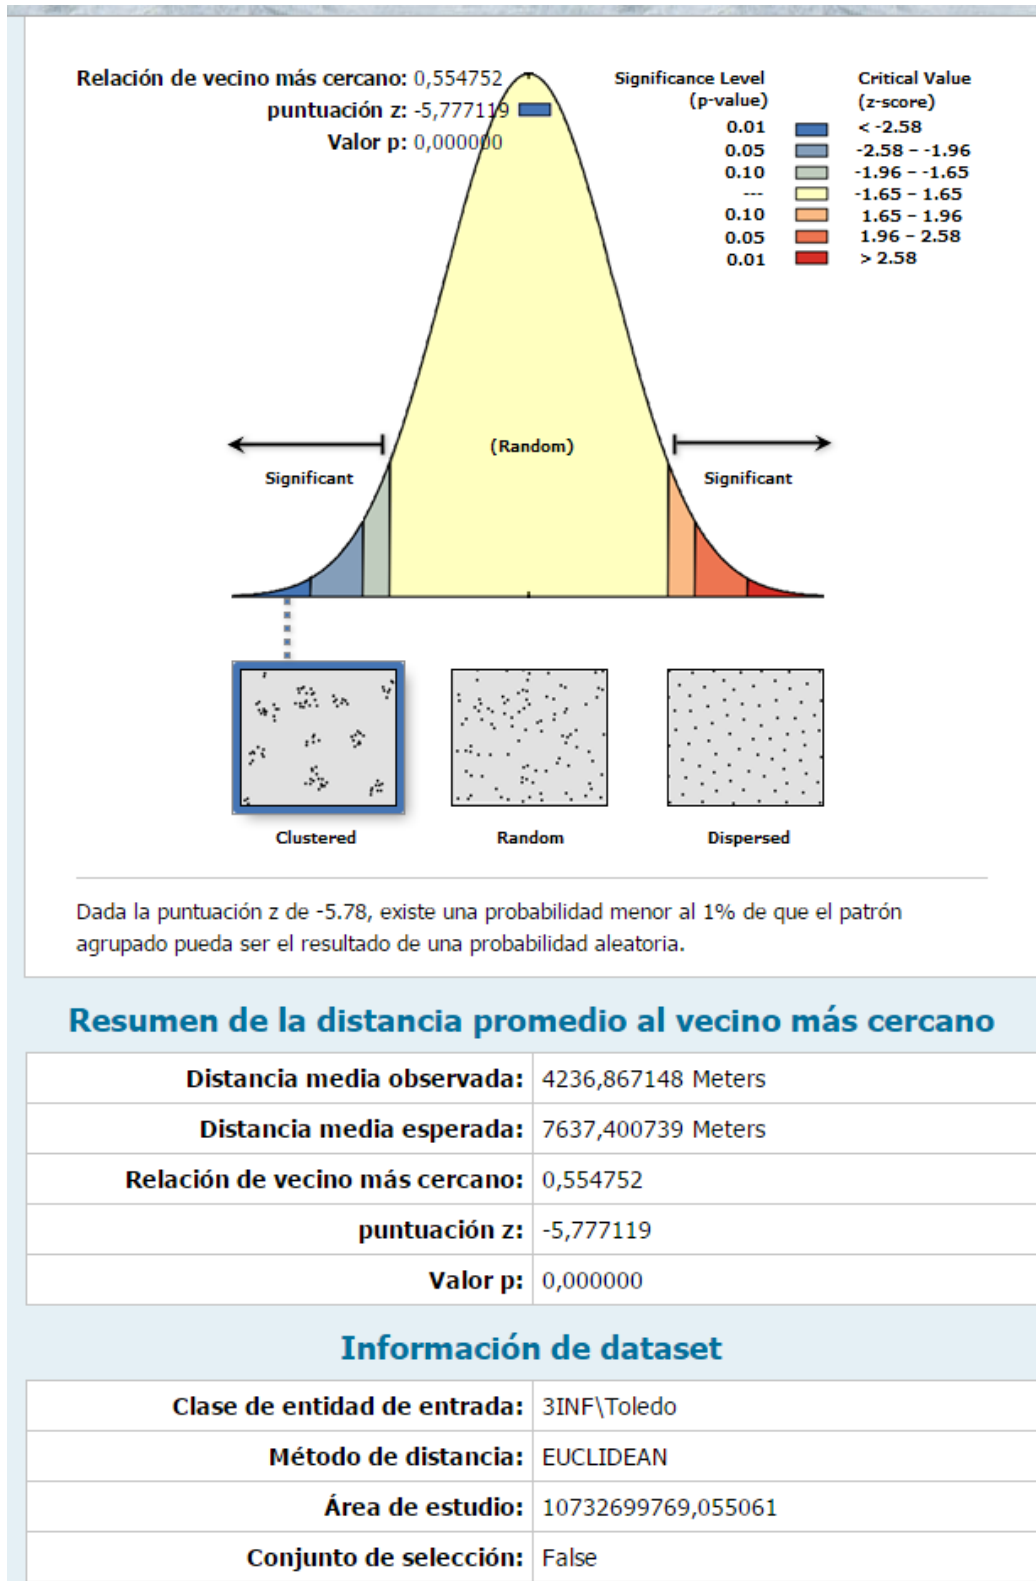 Relación de vecino más cercano: 0,554752
puntuación z: -5,777119
Valor p: 0,000000
Significance Level
(p-value)
Critical Value
(z-score)
0.01 < -2.58
0.05 -2.58 – -1.96
0.10 -1.96 – -1.65
--- -1.65 – 1.65
0.10 1.65 – 1.96
0.05 1.96 – 2.58
0.01 > 2.58
(Random)
Significant
Significant
Clustered
Random
Dispersed
Dada la puntuación z de -5.78, existe una probabilidad menor al 1% de que el patrón
agrupado pueda ser el resultado de una probabilidad aleatoria.
Resumen de la distancia promedio al vecino más cercano
Distancia media observada: 4236,867148 Meters
Distancia media esperada: 7637,400739 Meters
Relación de vecino más cercano: 0,554752
puntuación z: -5,777119
Valor p: 0,000000
Información de dataset
Clase de entidad de entrada: 3INF\Toledo
Método de distancia: EUCLIDEAN
Área de estudio: 10732699769,055061
Conjunto de selección: False